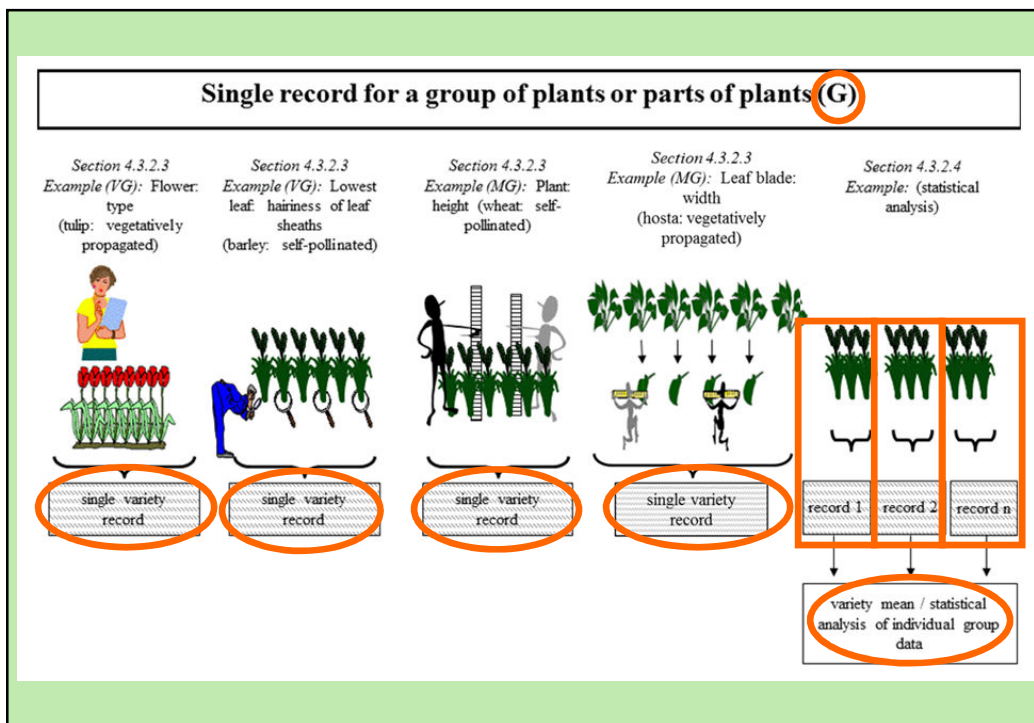 Single record for a group of plants or parts of plants (G)
Section 4.3.2.3
Example (VG): Flower:
type
(tulip: vegetatively
propagated)
Section 4.3.2.3
Example (VG): Lowest
leaf: hairiness of leaf
sheaths
(barley: self-pollinated)
Section 4.3.2.3
Example (MG): Plant:
height (wheat: self-
pollinated)
Section 4.3.2.3
Example (MG): Leaf blade:
width
(hosta: vegetatively
propagated)
Section 4.3.2.4
Example: (statistical
analysis)
single variety
record
single variety
record
single variety
record
single variety
record
record 1
record 2
record n
variety mean / statistical
analysis of individual group
data